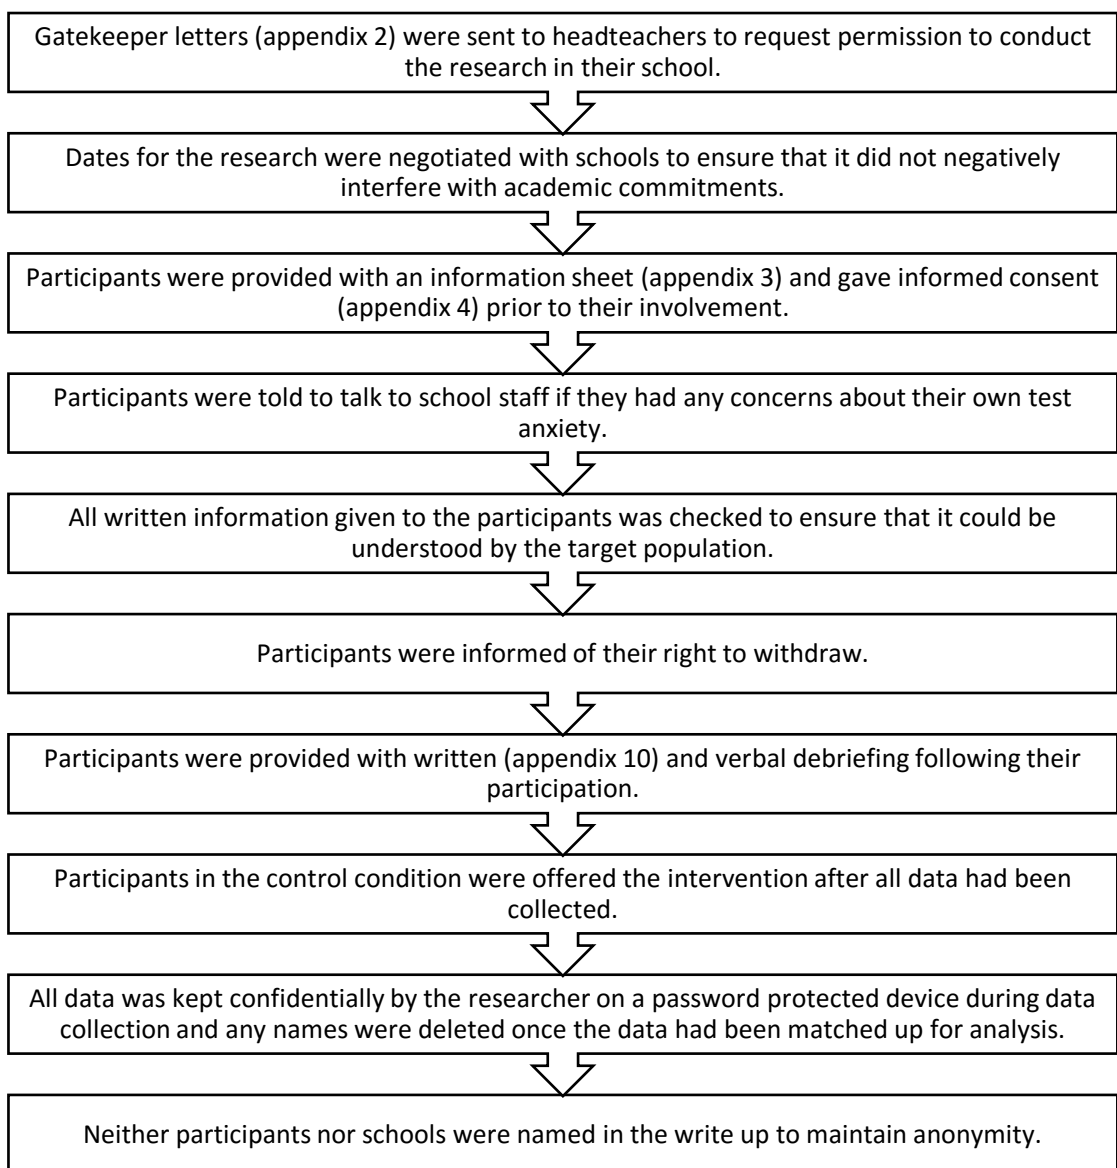 Gatekeeper letters (appendix 2) were sent to headteachers to request permission to conduct
the research in their school.
Dates for the research were negotiated with schools to ensure that it did not negatively
interfere with academic commitments.
Participants were provided with an information sheet (appendix 3) and gave informed consent
(appendix 4) prior to their involvement.
Participants were told to talk to school staff if they had any concerns about their own test
anxiety.
All written information given to the participants was checked to ensure that it could be
understood by the target population.
Participants were informed of their right to withdraw.
Participants were provided with written (appendix 10) and verbal debriefing following their
participation.
Participants in the control condition were offered the intervention after all data had been
collected.
All data was kept confidentially by the researcher on a password protected device during data
collection and any names were deleted once the data had been matched up for analysis.
Neither participants nor schools were named in the write up to maintain anonymity.